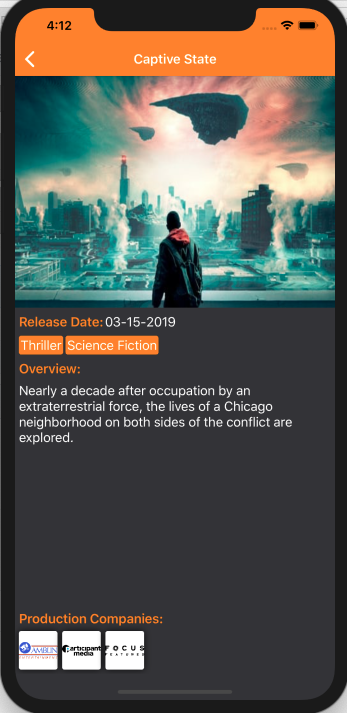 4:12
Captive State
Release Date: 03-15-2019
Thriller Science Fiction
Overview:
Nearly a decade after occupation by an
extraterrestrial force, the lives of a Chicago
neighborhood on both sides of the conflict are
explored.
Production Companies:
AMBLIN
ENTERTAINMENT
Participant
media
FOCUS
FEATURES